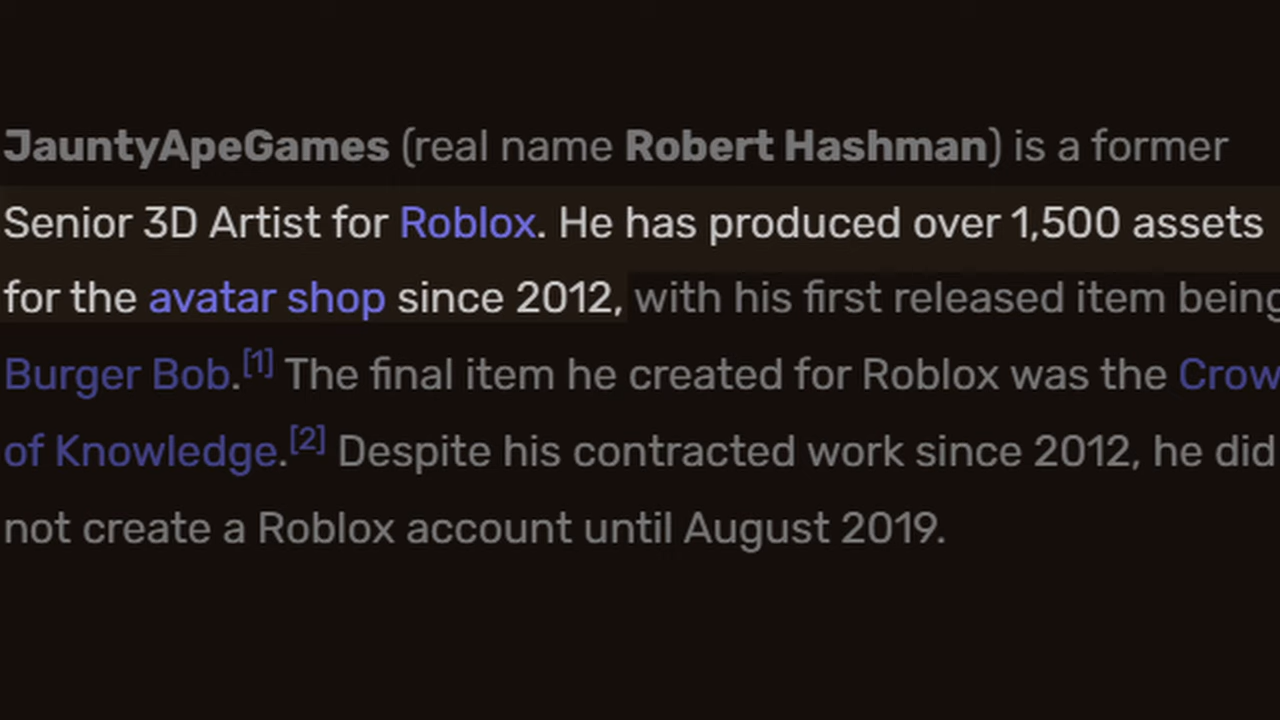 JauntyApeGames (real name Robert Hashman) is a former
Senior 3D Artist for Roblox. He has produced over 1,500 assets
for the avatar shop since 2012, with his first released item being
Burger Bob.[1] The final item he created for Roblox was the Crow
of Knowledge.[2] Despite his contracted work since 2012, he did
not create a Roblox account until August 2019.